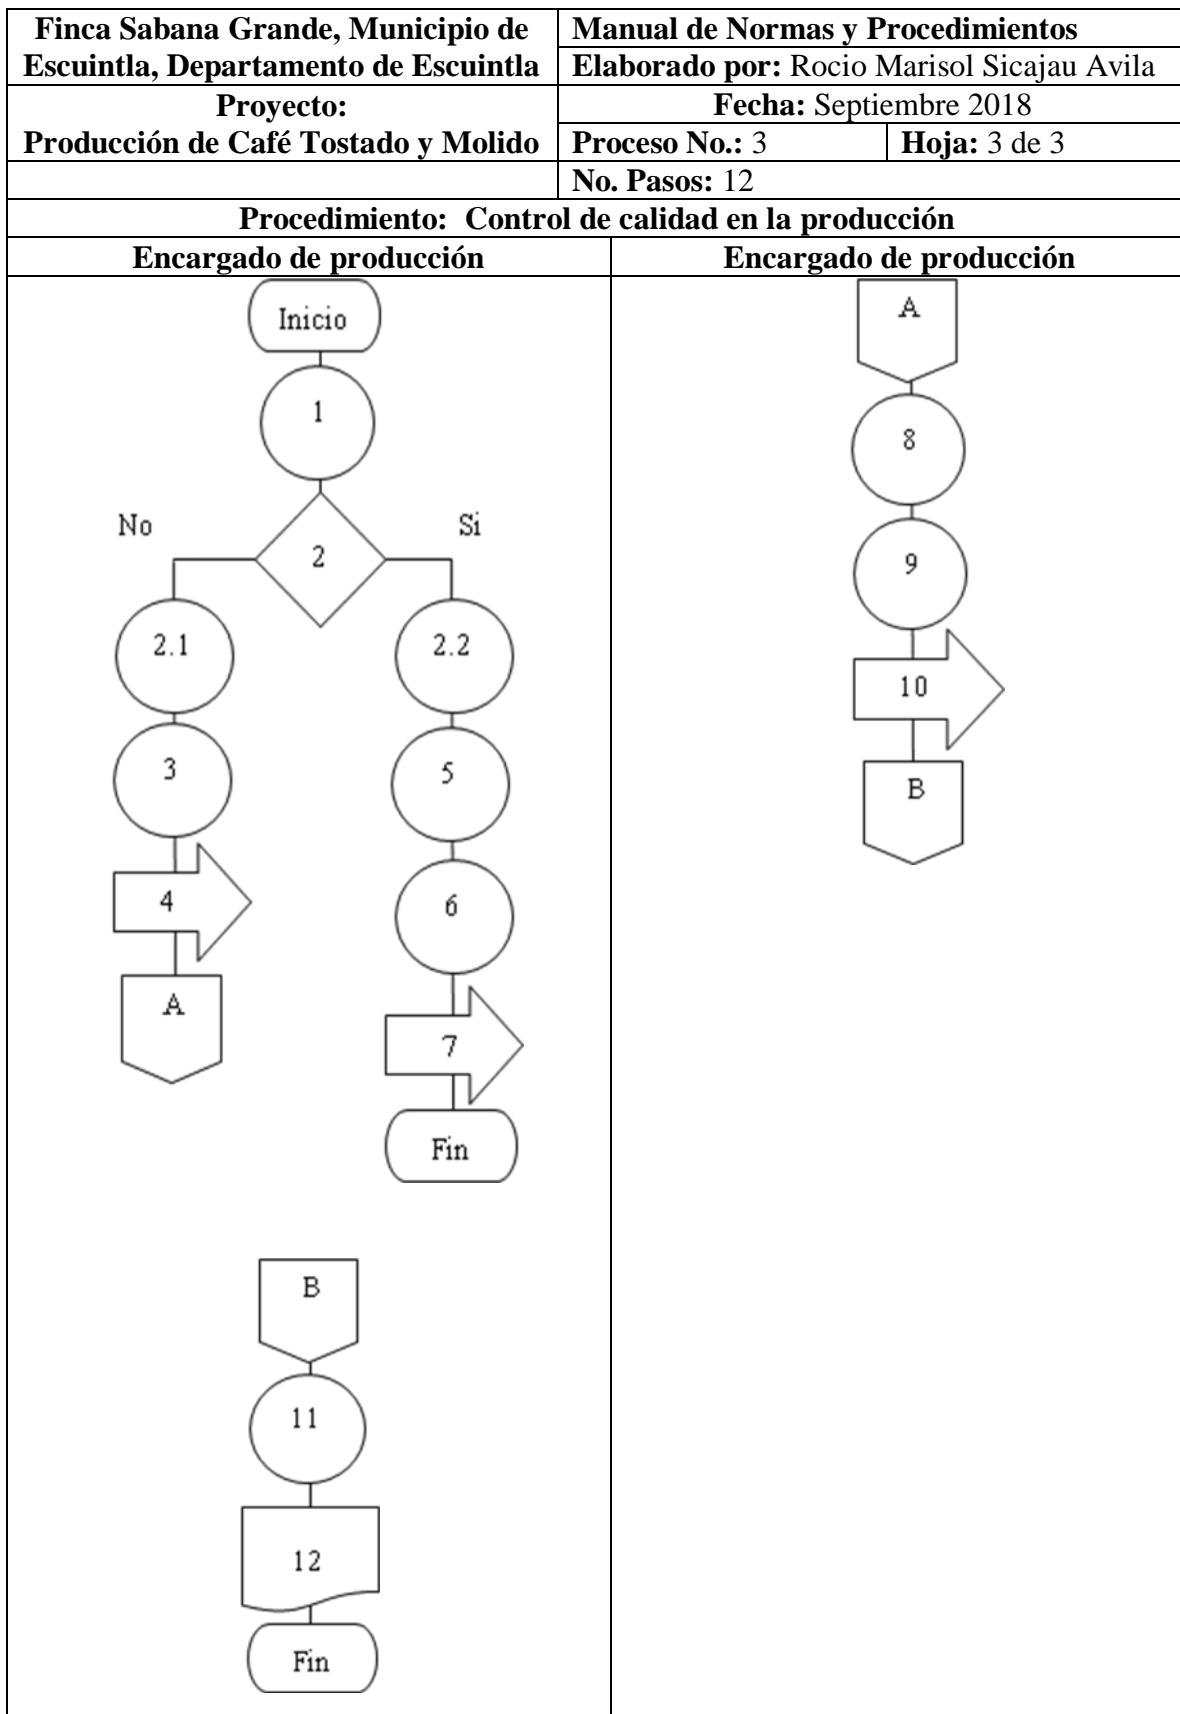 Finca Sabana Grande, Municipio de
Escuintla, Departamento de Escuintla
Manual de Normas y Procedimientos
Elaborado por: Rocio Marisol Sicajau Avila
Proyecto:
Producción de Café Tostado y Molido
Fecha: Septiembre 2018
Proceso No.: 3
Hoja: 3 de 3
No. Pasos: 12
Procedimiento: Control de calidad en la producción
Encargado de producción
Encargado de producción
Inicio
1
No
2
Si
2.1
2.2
3
5
4
6
A
7
Fin
B
11
12
Fin
A
8
9
10
B